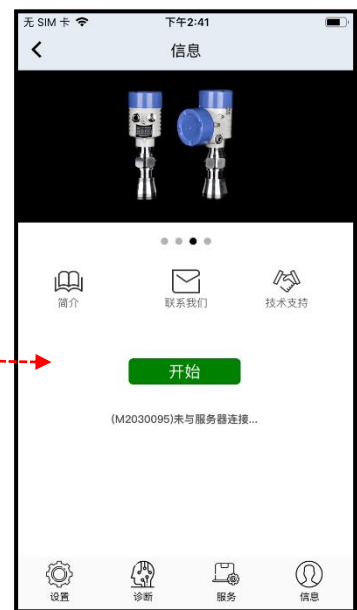 无 SIM 卡 下午2:41
信息
简介 联系我们 技术支持
开始
(M2030095)未与服务器连接...
设置 诊断 服务 信息